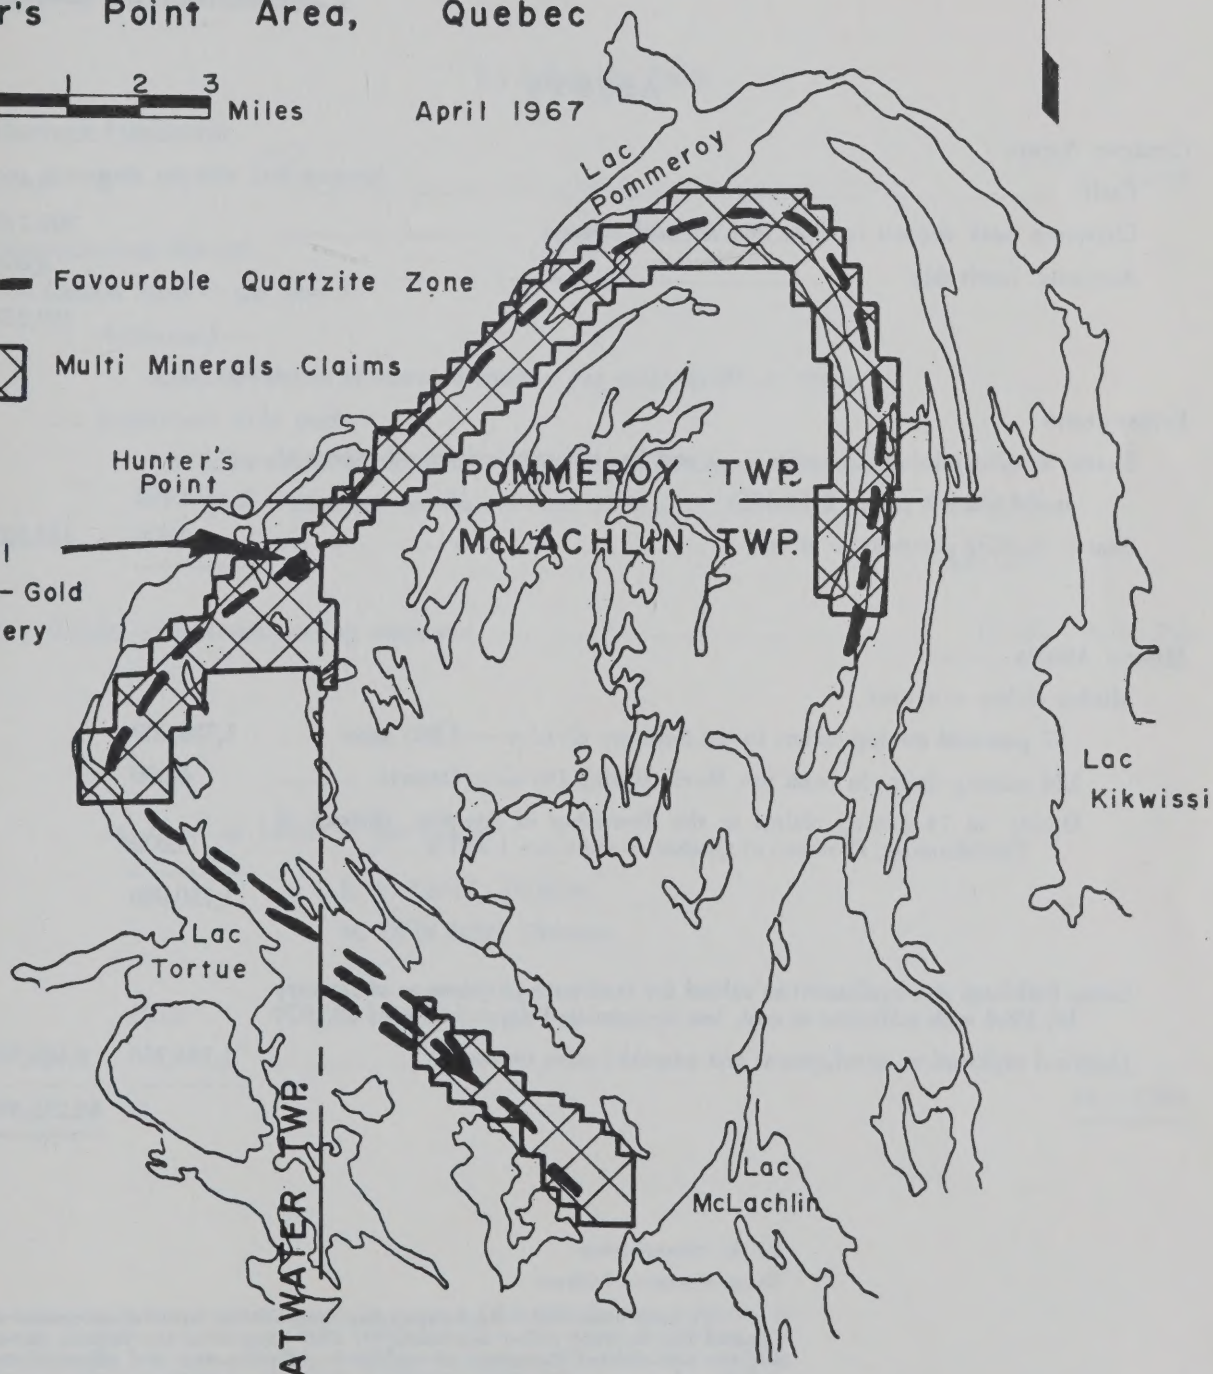 r's Point Area, Quebec
1 2 3
Miles
April 1967
Lac
Pommeroy
Favourable Quartzite Zone
Multi Minerals Claims
Hunter's
Point
POMMEROY TWP.
McLACHLIN TWP.
– Gold
ery
Lac
Kikwissi
Lac
Tortue
ATWATER TWP.
Lac
McLachlin